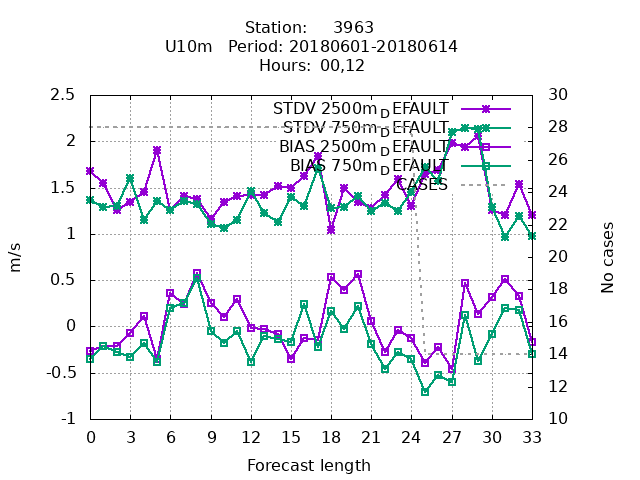 Station:     3963
U10m   Period: 20180601-20180614
Hours:  00,12
STDV 2500m_DEFAULT
STDV 750m_DEFAULT
BIAS 2500m_DEFAULT
BIAS 750m_DEFAULT
CASES
2.5
2
1.5
1
0.5
0
-0.5
-1
30
28
26
24
22
20
18
16
14
12
10
m/s
No cases
0 3 6 9 12 15 18 21 24 27 30 33
Forecast length